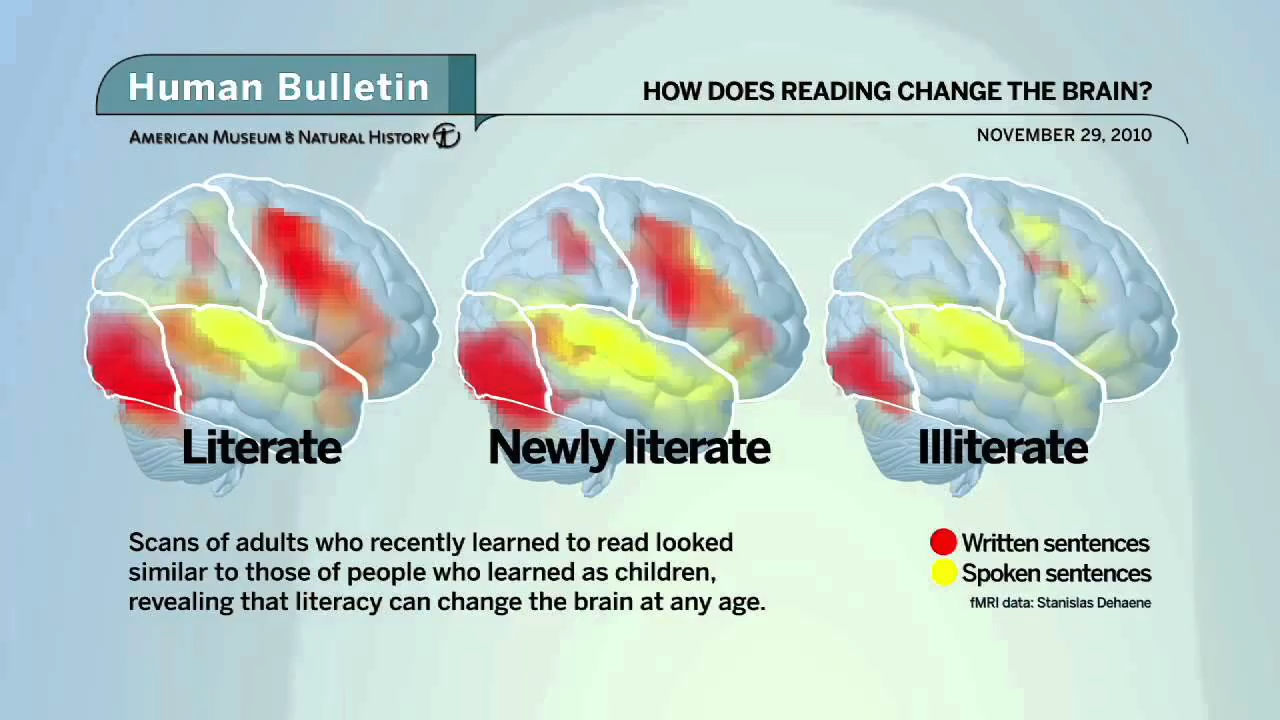 Human Bulletin
HOW DOES READING CHANGE THE BRAIN?
AMERICAN MUSEUM & NATURAL HISTORY
NOVEMBER 29, 2010
Literate
Newly literate
Illiterate
Scans of adults who recently learned to read looked
similar to those of people who learned as children,
revealing that literacy can change the brain at any age.
Written sentences
Spoken sentences
fMRI data: Stanislas Dehaene